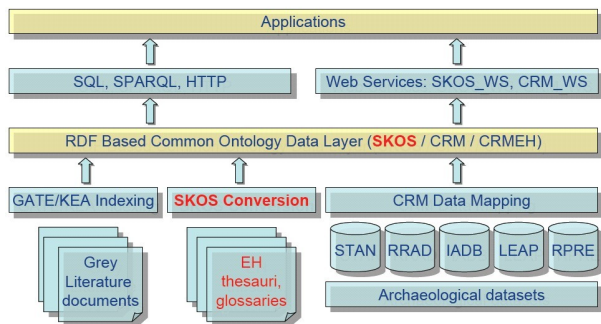 Applications
SQL, SPARQL, HTTP
Web Services: SKOS_WS, CRM_WS
RDF Based Common Ontology Data Layer (SKOS / CRM / CRMEH)
GATE/KEA Indexing
SKOS Conversion
CRM Data Mapping
Grey
Literature
documents
EH
thesauri,
glossaries
STAN
RRAD
IADB
LEAP
RPRE
Archaeological datasets